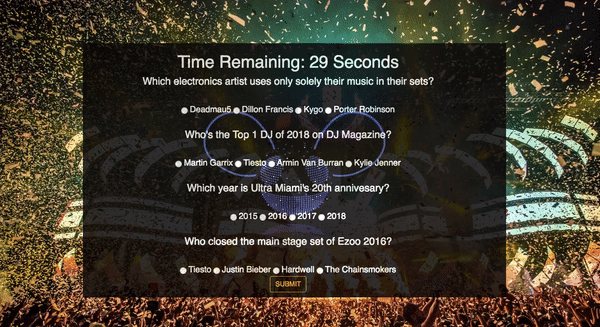 Time Remaining: 29 Seconds
Which electronics artist uses only solely their music in their sets?
Deadmau5 Dillon Francis Kygo Porter Robinson
Who's the Top 1 DJ of 2018 on DJ Magazine?
Martin Garrix Tiesto Armin Van Burran Kylie Jenner
Which year is Ultra Miami's 20th annivesary?
2015 2016 2017 2018
Who closed the main stage set of Ezoo 2016?
Tiesto Justin Bieber Hardwell The Chainsmokers
SUBMIT